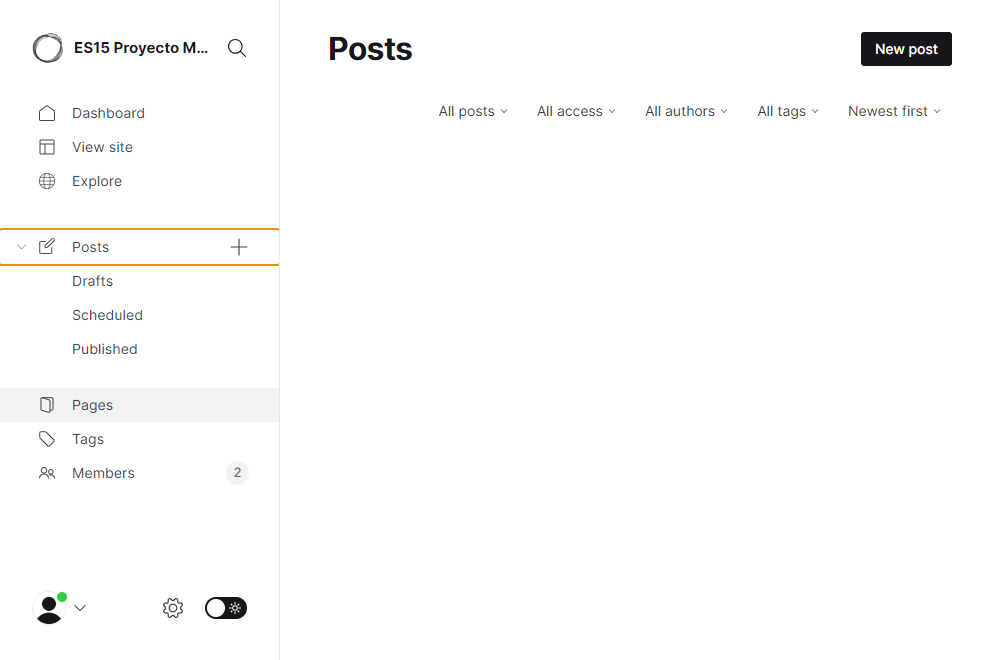 ES15 Proyecto M...
Dashboard
View site
Explore
Posts
Drafts
Scheduled
Published
Pages
Tags
Members 2
Posts
New post
All posts All access All authors All tags Newest first